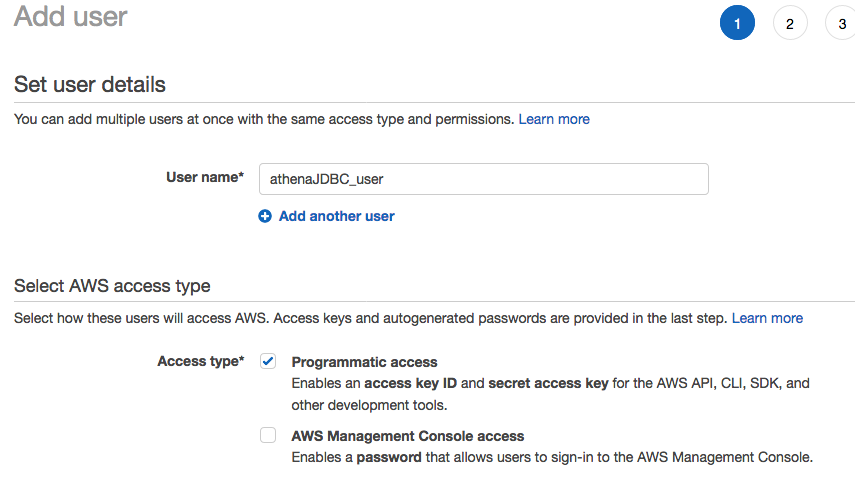 Add user
1 2 3
Set user details
You can add multiple users at once with the same access type and permissions. Learn more
User name* athenaJDBC_user
Add another user
Select AWS access type
Select how these users will access AWS. Access keys and autogenerated passwords are provided in the last step. Learn more
Access type* Programmatic access
Enables an access key ID and secret access key for the AWS API, CLI, SDK, and
other development tools.
AWS Management Console access
Enables a password that allows users to sign-in to the AWS Management Console.